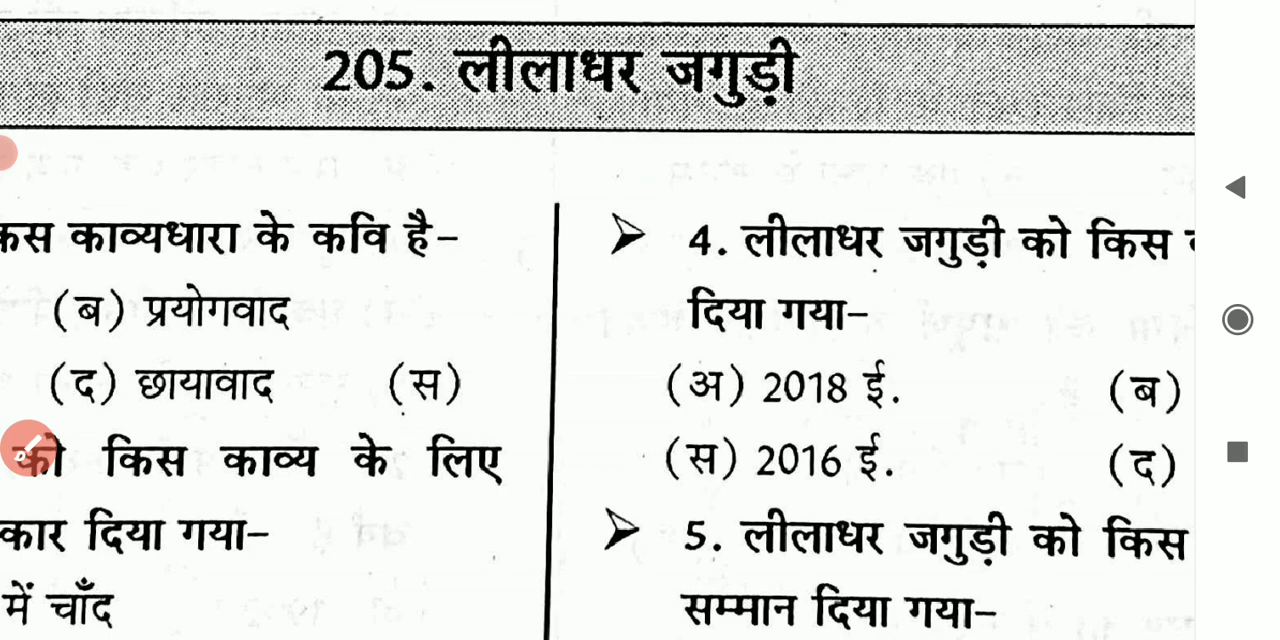 205. लीलाधर जगुड़ी
कस काव्यधारा के कवि है-
(ब) प्रयोगवाद
(द) छायावाद (स)
को किस काव्य के लिए
कार दिया गया-
में चाँद
4. लीलाधर जगुड़ी को किस
दिया गया-
(अ) 2018 ई. (ब)
(स) 2016 ई. (द)
5. लीलाधर जगुड़ी को किस
सम्मान दिया गया-